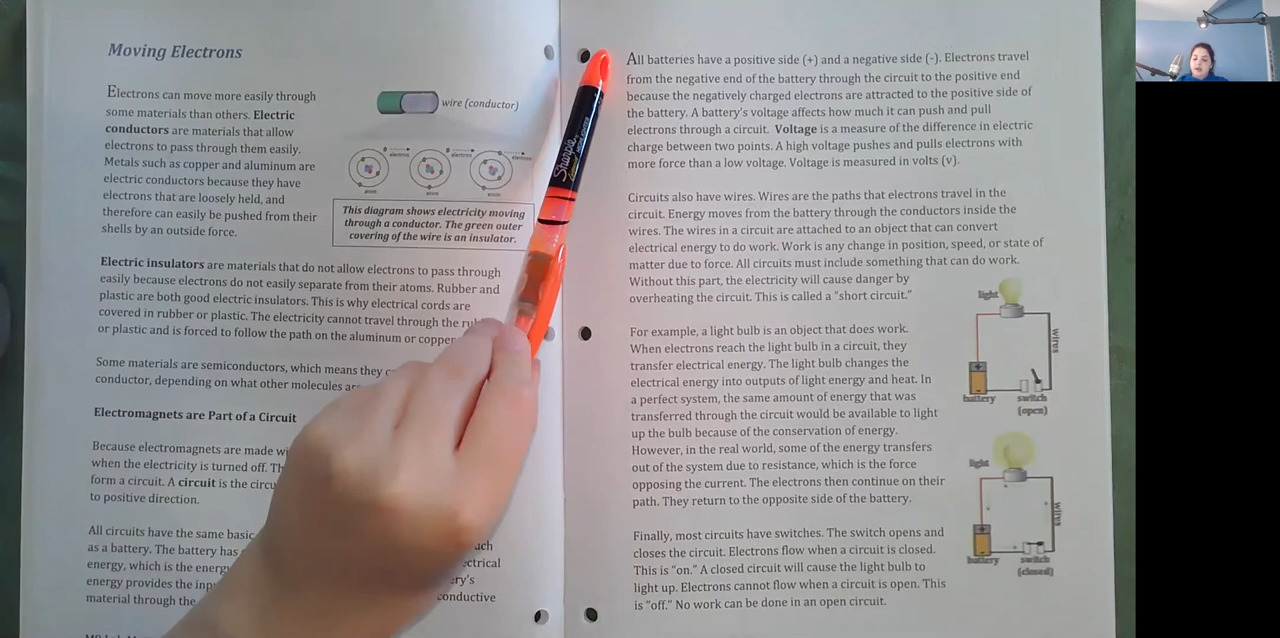 Moving Electrons
Electrons can move more easily through
some materials than others. Electric
conductors are materials that allow
electrons to pass through them easily.
Metals such as copper and aluminum are
electric conductors because they have
electrons that are loosely held, and
therefore can easily be pushed from their
shells by an outside force.
wire (conductor)
electron
electron
electron
atom
atom
atom
This diagram shows electricity moving
through a conductor. The green outer
covering of the wire is an insulator.
Electric insulators are materials that do not allow electrons to pass through
easily because electrons do not easily separate from their atoms. Rubber and
plastic are both good electric insulators. This is why electrical cords are
covered in rubber or plastic. The electricity cannot travel through the
or plastic and is forced to follow the path on the aluminum or copper
Some materials are semiconductors, which means they
conductor, depending on what other molecules
Electromagnets are Part of a Circuit
Because electromagnets are made
when the electricity is turned off.
form a circuit. A circuit is the
to positive direction.
All circuits have the same basic
as a battery. The battery has
energy, which is the
energy provides the
material through the
conductive
Sharpie
All batteries have a positive side (+) and a negative side (-). Electrons travel
from the negative end of the battery through the circuit to the positive end
because the negatively charged electrons are attracted to the positive side of
the battery. A battery's voltage affects how much it can push and pull
electrons through a circuit. Voltage is a measure of the difference in electric
charge between two points. A high voltage pushes and pulls electrons with
more force than a low voltage. Voltage is measured in volts (v).
Circuits also have wires. Wires are the paths that electrons travel in the
circuit. Energy moves from the battery through the conductors inside the
wires. The wires in a circuit are attached to an object that can convert
electrical energy to do work. Work is any change in position, speed, or state of
matter due to force. All circuits must include something that can do work.
Without this part, the electricity will cause danger by
overheating the circuit. This is called a "short circuit."
For example, a light bulb is an object that does work.
When electrons reach the light bulb in a circuit, they
transfer electrical energy. The light bulb changes the
electrical energy into outputs of light energy and heat. In
a perfect system, the same amount of energy that was
transferred through the circuit would be available to light
up the bulb because of the conservation of energy.
However, in the real world, some of the energy transfers
out of the system due to resistance, which is the force
opposing the current. The electrons then continue on their
path. They return to the opposite side of the battery.
Finally, most circuits have switches. The switch opens and
closes the circuit. Electrons flow when a circuit is closed.
This is "on." A closed circuit will cause the light bulb to
light up. Electrons cannot flow when a circuit is open. This
is "off." No work can be done in an open circuit.
light
wires
battery
switch
(open)
light
wires
battery
switch
(closed)